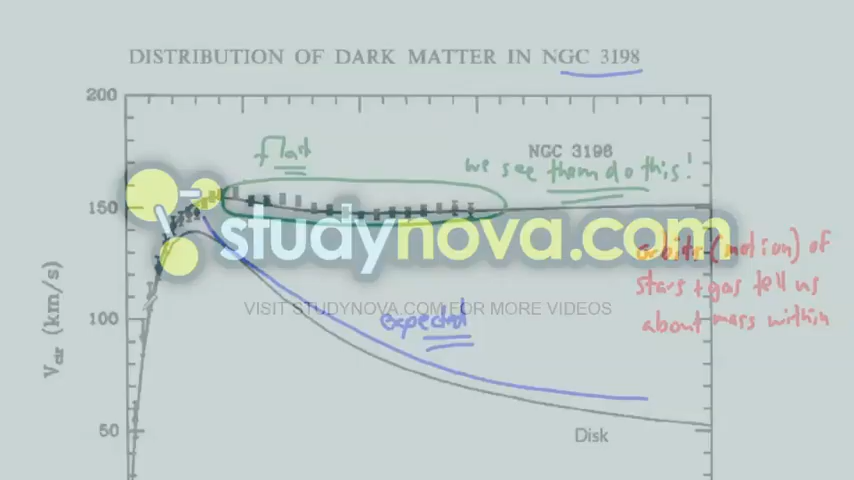 DISTRIBUTION OF DARK MATTER IN NGC 3198
200
flat
NGC 3198
we see them do this!
150
studynova.com
orbits (motion) of
stars + gas tell us
about mass within
VISIT STUDYNOVA.COM FOR MORE VIDEOS
expected
100
V cir (km/s)
50
Disk